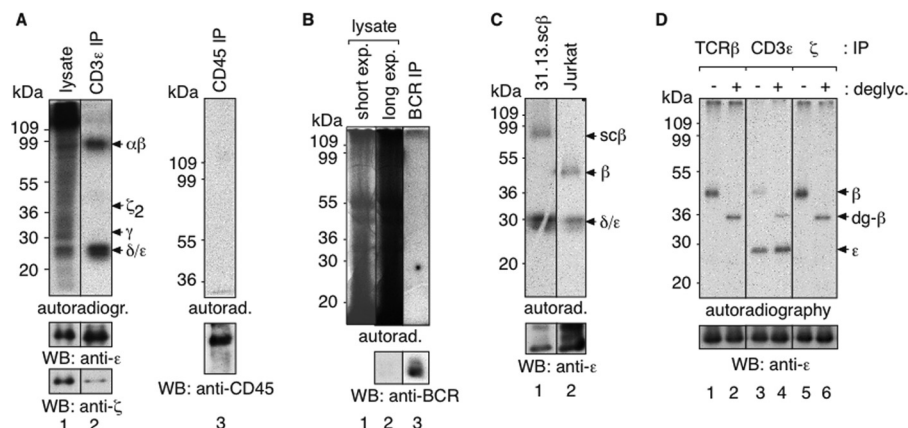 A
lysate
CD3ε IP
kDa
109
99
55
36
30
20
αβ
ζ2
γ
δ/ε
autoradiogr.
WB: anti-ε
WB: anti-ζ
1 2
CD45 IP
kDa
109
99
55
36
autorad.
WB: anti-CD45
3
B
lysate
short exp.
long exp.
BCR IP
kDa
109
99
55
36
30
20
autorad.
WB: anti-BCR
1 2 3
C
31.13.scβ
Jurkat
kDa
109
99
55
36
30
20
scβ
β
δ/ε
autorad.
WB: anti-ε
1 2
D
TCRβ CD3ε ζ : IP
- + - + - + : deglyc.
kDa
109
99
55
36
30
20
β
dg-β
ε
autoradiography
WB: anti-ε
1 2 3 4 5 6